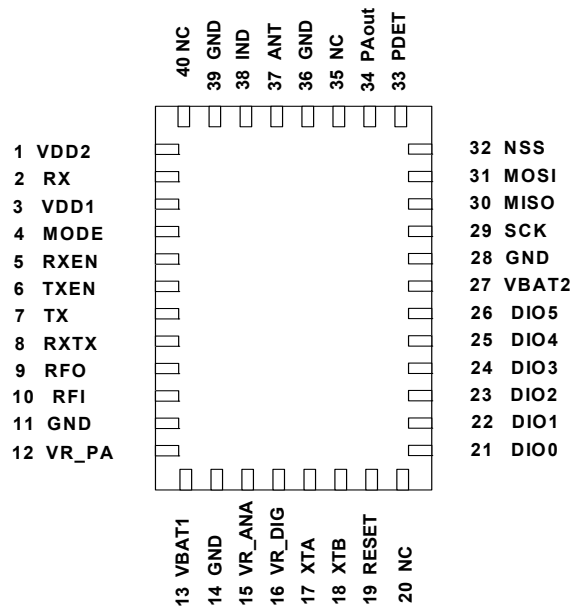 40 NC
39 GND
38 IND
37 ANT
36 GND
35 NC
34 PAout
33 PDET
1 VDD2
2 RX
3 VDD1
4 MODE
5 RXEN
6 TXEN
7 TX
8 RXTX
9 RFO
10 RFI
11 GND
12 VR_PA
32 NSS
31 MOSI
30 MISO
29 SCK
28 GND
27 VBAT2
26 DIO5
25 DIO4
24 DIO3
23 DIO2
22 DIO1
21 DIO0
13 VBAT1
14 GND
15 VR_ANA
16 VR_DIG
17 XTA
18 XTB
19 RESET
20 NC